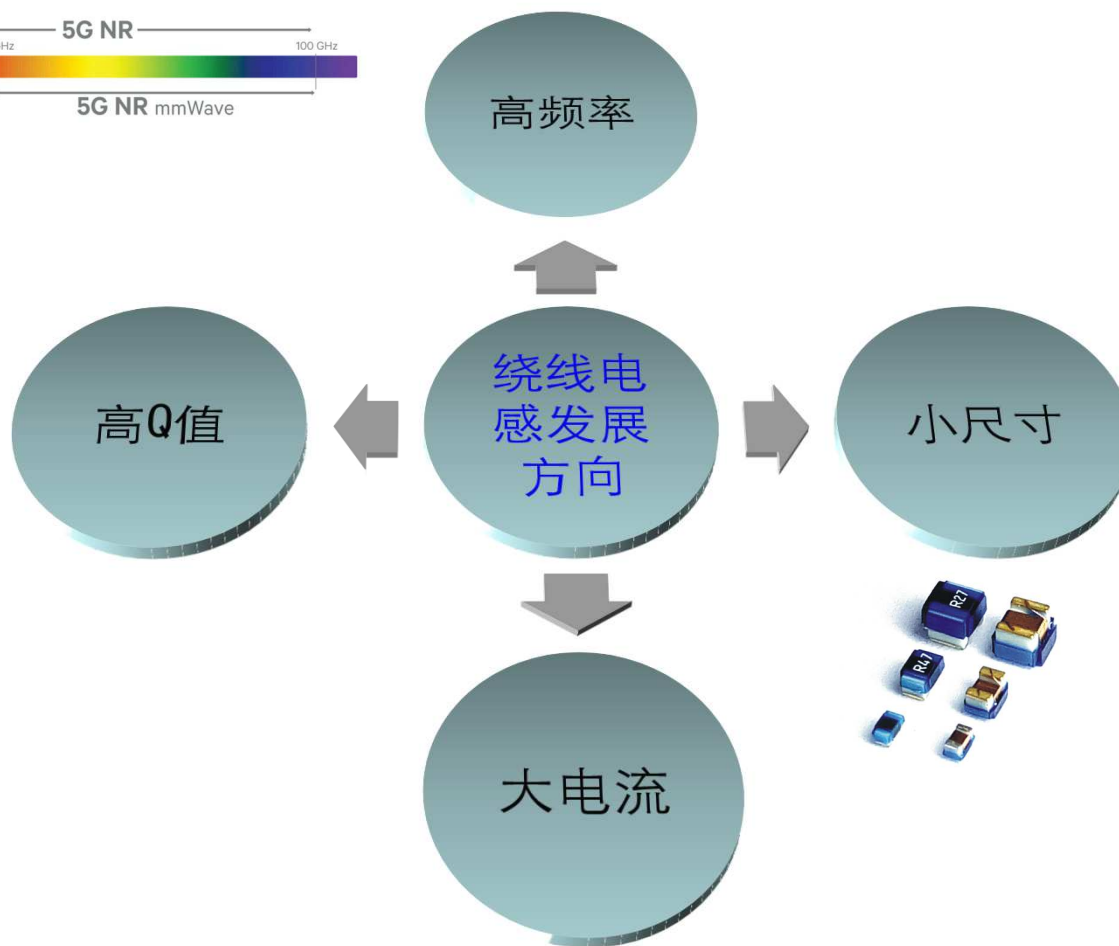 5G NR
Hz
100 GHz
5G NR mmWave
高频率
高Q值
绕线电
感发展
方向
小尺寸
R27
R47
大电流